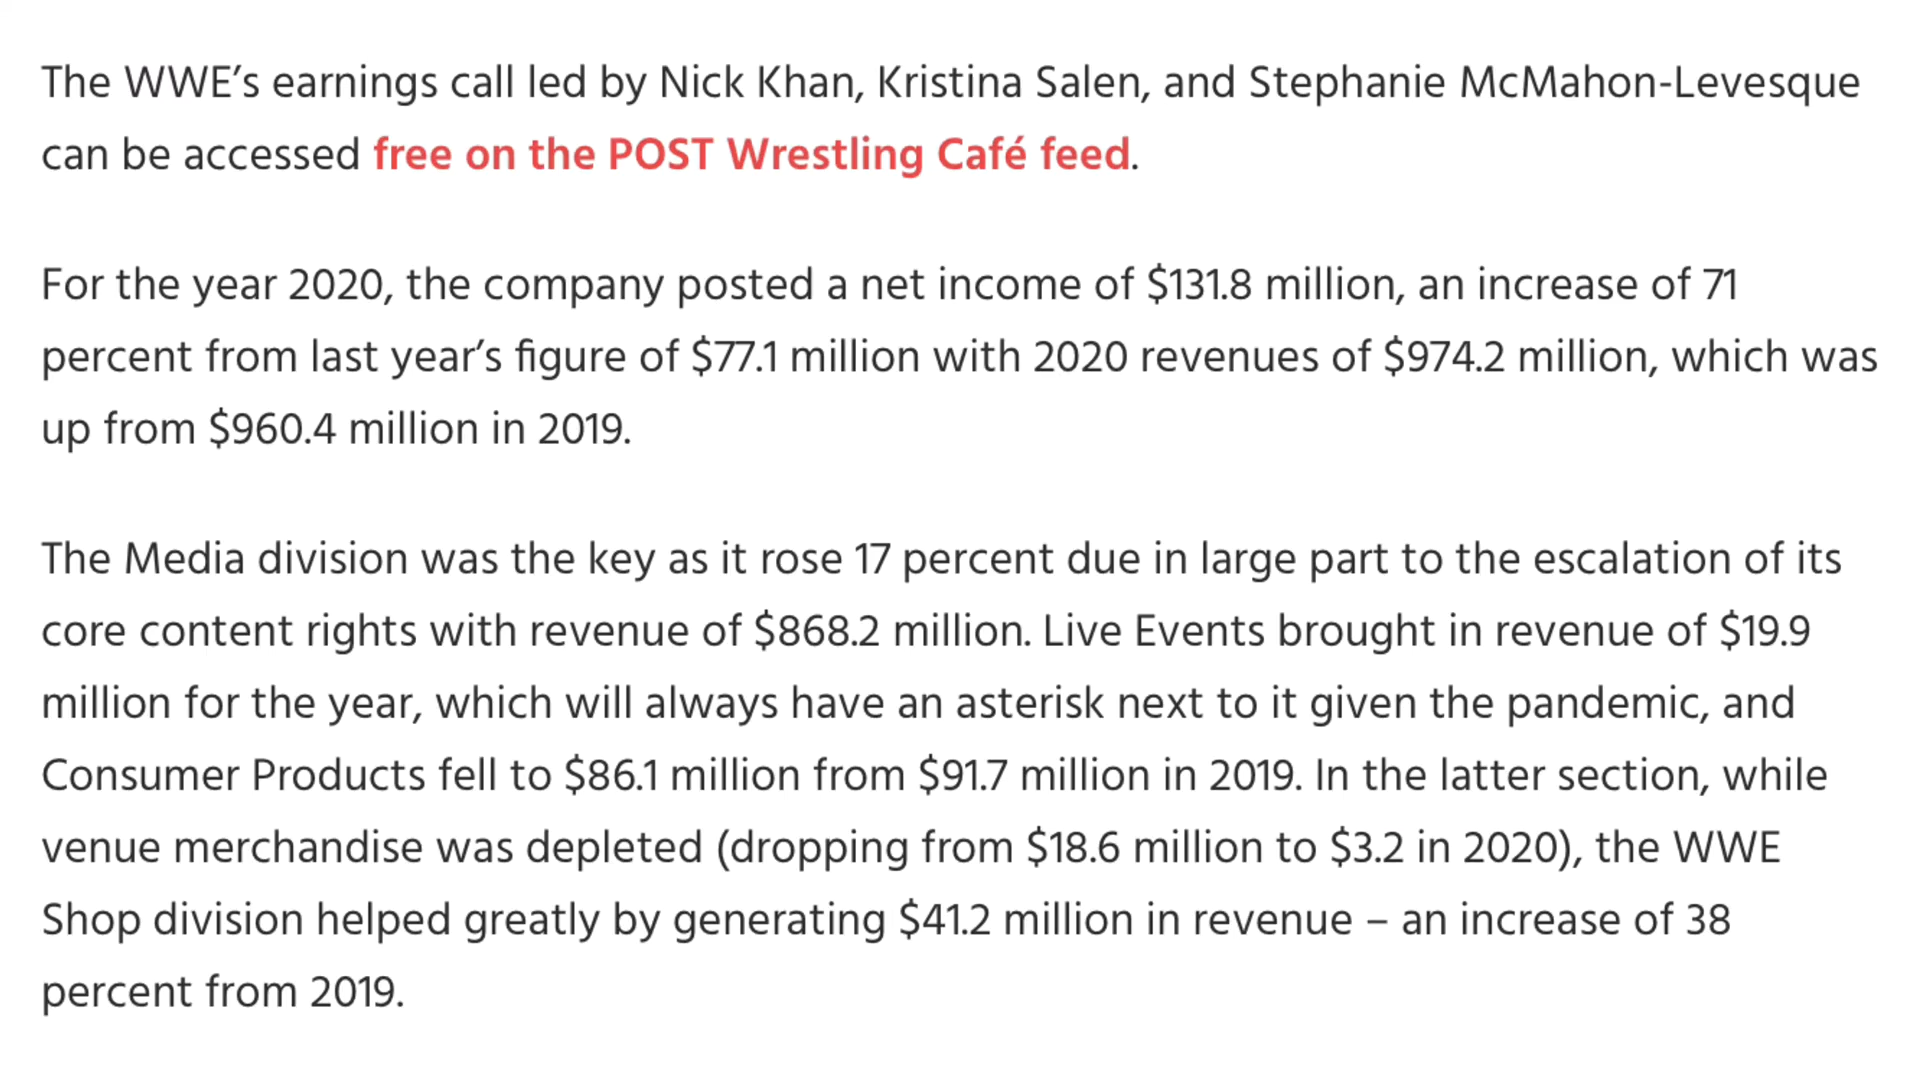 The WWE’s earnings call led by Nick Khan, Kristina Salen, and Stephanie McMahon-Levesque
can be accessed free on the POST Wrestling Café feed.
For the year 2020, the company posted a net income of $131.8 million, an increase of 71
percent from last year’s figure of $77.1 million with 2020 revenues of $974.2 million, which was
up from $960.4 million in 2019.
The Media division was the key as it rose 17 percent due in large part to the escalation of its
core content rights with revenue of $868.2 million. Live Events brought in revenue of $19.9
million for the year, which will always have an asterisk next to it given the pandemic, and
Consumer Products fell to $86.1 million from $91.7 million in 2019. In the latter section, while
venue merchandise was depleted (dropping from $18.6 million to $3.2 in 2020), the WWE
Shop division helped greatly by generating $41.2 million in revenue – an increase of 38
percent from 2019.